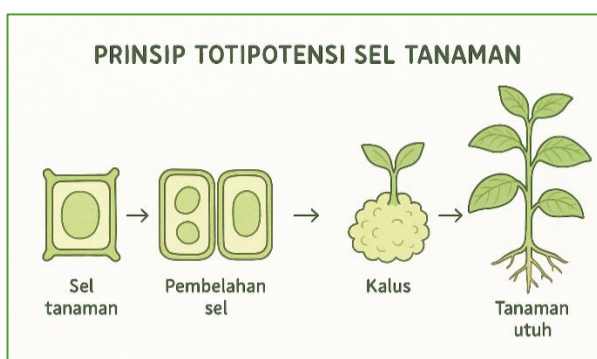 PRINSIP TOTIPOTENSI SEL TANAMAN
Sel
tanaman
Pembelahan
sel
Kalus
Tanaman
utuh